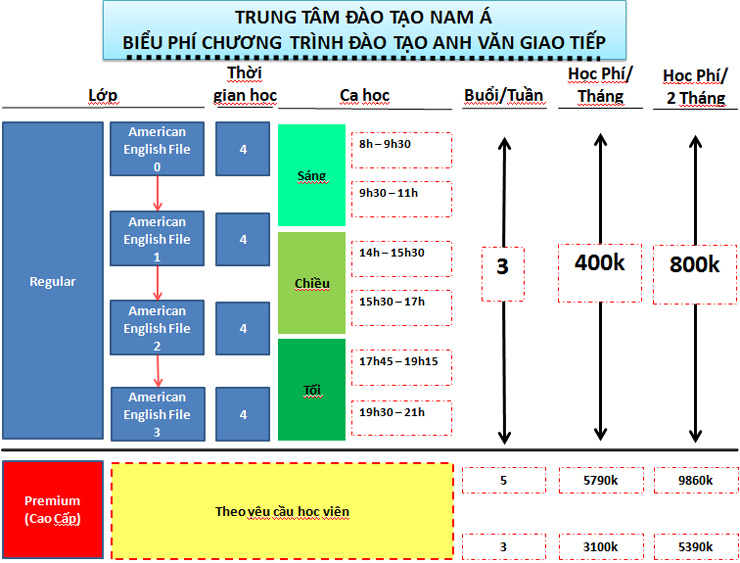 TRUNG TÂM ĐÀO TẠO NAM Á
BIỂU PHÍ CHƯƠNG TRÌNH ĐÀO TẠO ANH VĂN GIAO TIẾP
Lớp
Thời
gian học
Ca học
Buổi/Tuần
Học Phí/
Tháng
Học Phí/
2 Tháng
Regular
American
English File
0
4
American
English File
1
4
American
English File
2
4
American
English File
3
4
Sáng
8h – 9h30
9h30 – 11h
Chiều
14h – 15h30
15h30 – 17h
Tối
17h45 – 19h15
19h30 – 21h
3
400k
800k
Premium
(Cao Cấp)
Theo yêu cầu học viện
5
5790k
9860k
3
3100k
5390k